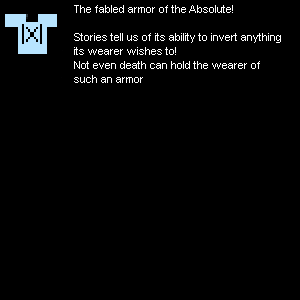 The fabled armor of the Absolute!
Stories tell us of its ability to invert anything
its wearer wishes to!
Not even death can hold the wearer of
such an armor